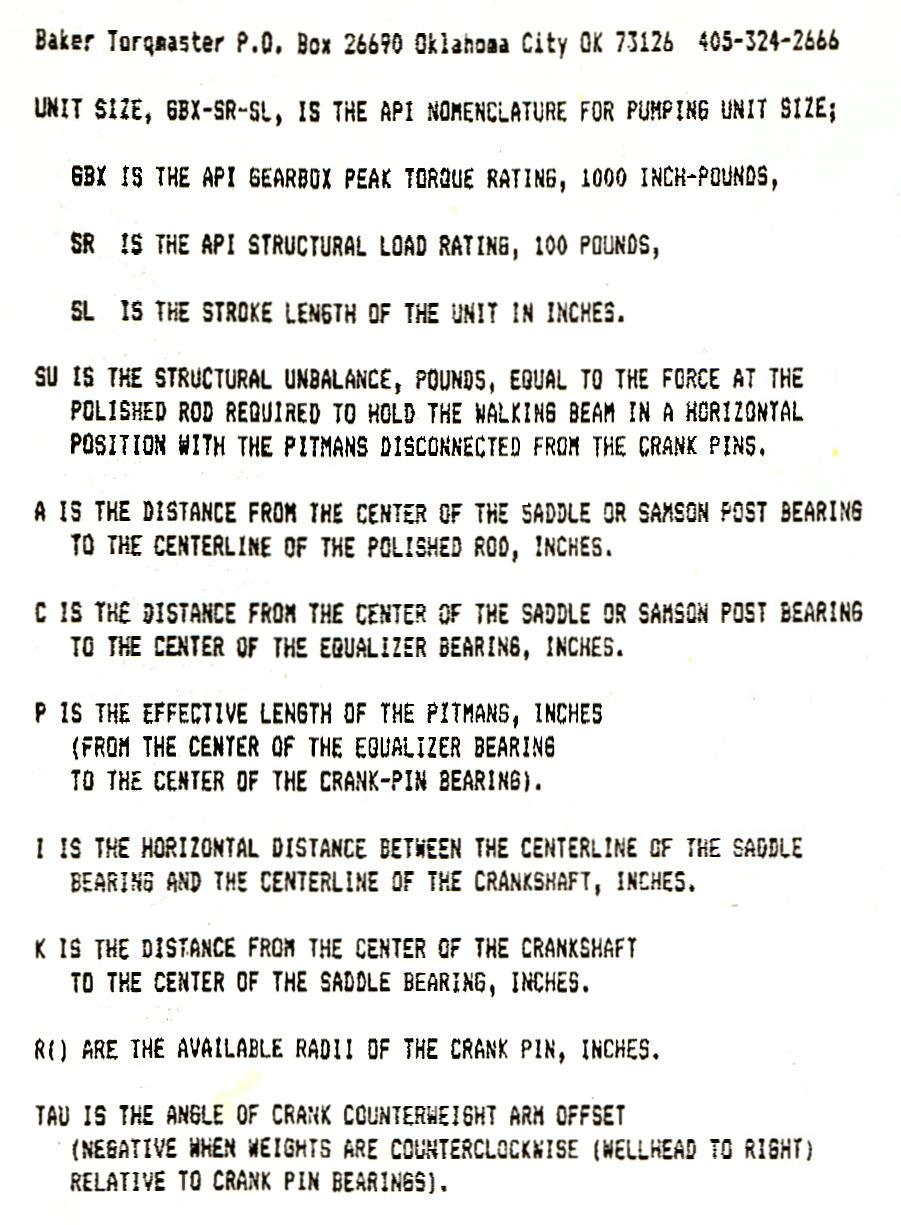 Baker Torqmaster P.O. Box 26690 Oklahoma City OK 73126  405-324-2666
UNIT SIZE, GBX-SR-SL, IS THE API NOMENCLATURE FOR PUMPING UNIT SIZE;
GBX IS THE API GEARBOX PEAK TORQUE RATING, 1000 INCH-POUNDS,
SR  IS THE API STRUCTURAL LOAD RATING, 100 POUNDS,
SL  IS THE STROKE LENGTH OF THE UNIT IN INCHES.
SU IS THE STRUCTURAL UNBALANCE, POUNDS, EQUAL TO THE FORCE AT THE
POLISHED ROD REQUIRED TO HOLD THE WALKING BEAM IN A HORIZONTAL
POSITION WITH THE PITMANS DISCONNECTED FROM THE CRANK PINS.
A IS THE DISTANCE FROM THE CENTER OF THE SADDLE OR SAMSON POST BEARING
TO THE CENTERLINE OF THE POLISHED ROD, INCHES.
C IS THE DISTANCE FROM THE CENTER OF THE SADDLE OR SAMSON POST BEARING
TO THE CENTER OF THE EQUALIZER BEARING, INCHES.
P IS THE EFFECTIVE LENGTH OF THE PITMANS, INCHES
(FROM THE CENTER OF THE EQUALIZER BEARING
TO THE CENTER OF THE CRANK-PIN BEARING).
I IS THE HORIZONTAL DISTANCE BETWEEN THE CENTERLINE OF THE SADDLE
BEARING AND THE CENTERLINE OF THE CRANKSHAFT, INCHES.
K IS THE DISTANCE FROM THE CENTER OF THE CRANKSHAFT
TO THE CENTER OF THE SADDLE BEARING, INCHES.
R() ARE THE AVAILABLE RADII OF THE CRANK PIN, INCHES.
TAU IS THE ANGLE OF CRANK COUNTERWEIGHT ARM OFFSET
(NEGATIVE WHEN WEIGHTS ARE COUNTERCLOCKWISE (WELLHEAD TO RIGHT)
RELATIVE TO CRANK PIN BEARINGS).